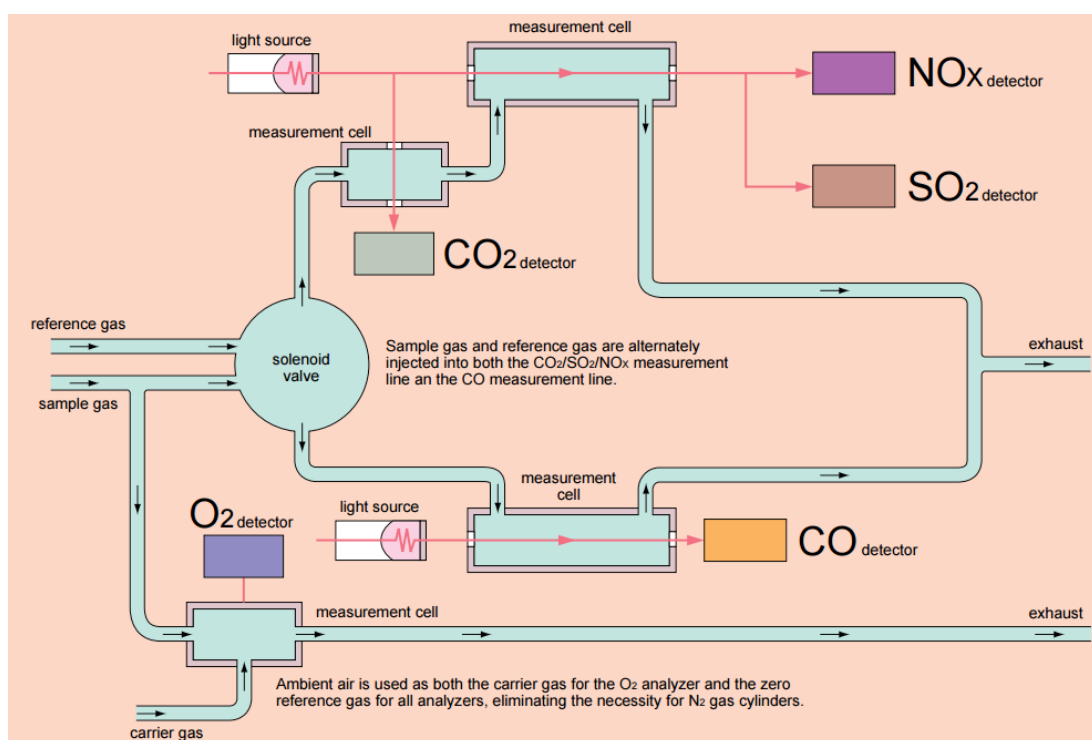 measurement cell
light source
NOx detector
measurement cell
SO2 detector
CO2 detector
reference gas
solenoid
valve
Sample gas and reference gas are alternately
injected into both the CO2/SO2/NOx measurement
line an the CO measurement line.
exhaust
sample gas
measurement
cell
light source
O2 detector
CO detector
measurement cell
exhaust
Ambient air is used as both the carrier gas for the O2 analyzer and the zero
reference gas for all analyzers, eliminating the necessity for N2 gas cylinders.
carrier gas